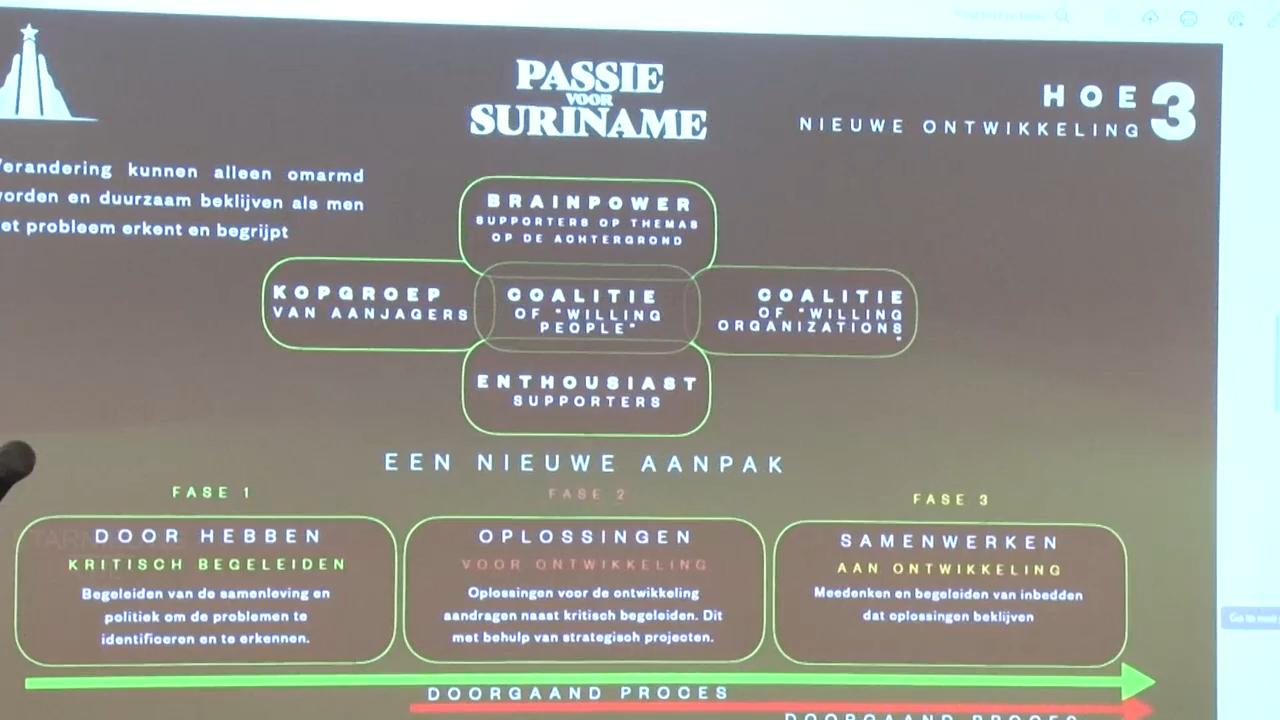 PASSIE
VOOR
SURINAME
HOE 3
NIEUWE ONTWIKKELING
erandering kunnen alleen omarmd
orden en duurzaam beklijven als men
et probleem erkent en begrijpt
BRAINPOWER
SUPPORTERS OP THEMAS
OP DE ACHTERGROND
KOPGROEP
VAN AANJAGERS
COALITIE
OF "WILLING
PEOPLE"
COALITIE
OF "WILLING
ORGANIZATIONS
"
ENTHOUSIAST
SUPPORTERS
EEN NIEUWE AANPAK
FASE 1
DOOR HEBBEN
KRITISCH BEGELEIDEN
Begeleiden van de samenleving en
politiek om de problemen te
identificeren en te erkennen.
FASE 2
OPLOSSINGEN
VOOR ONTWIKKELING
Oplossingen voor de ontwikkeling
aandragen naast kritisch begeleiden. Dit
met behulp van strategisch projecten.
FASE 3
SAMENWERKEN
AAN ONTWIKKELING
Meedenken en begeleiden van inbedden
dat oplossingen beklijven
DOORGAAND PROCES
DOORGAAND PROCES